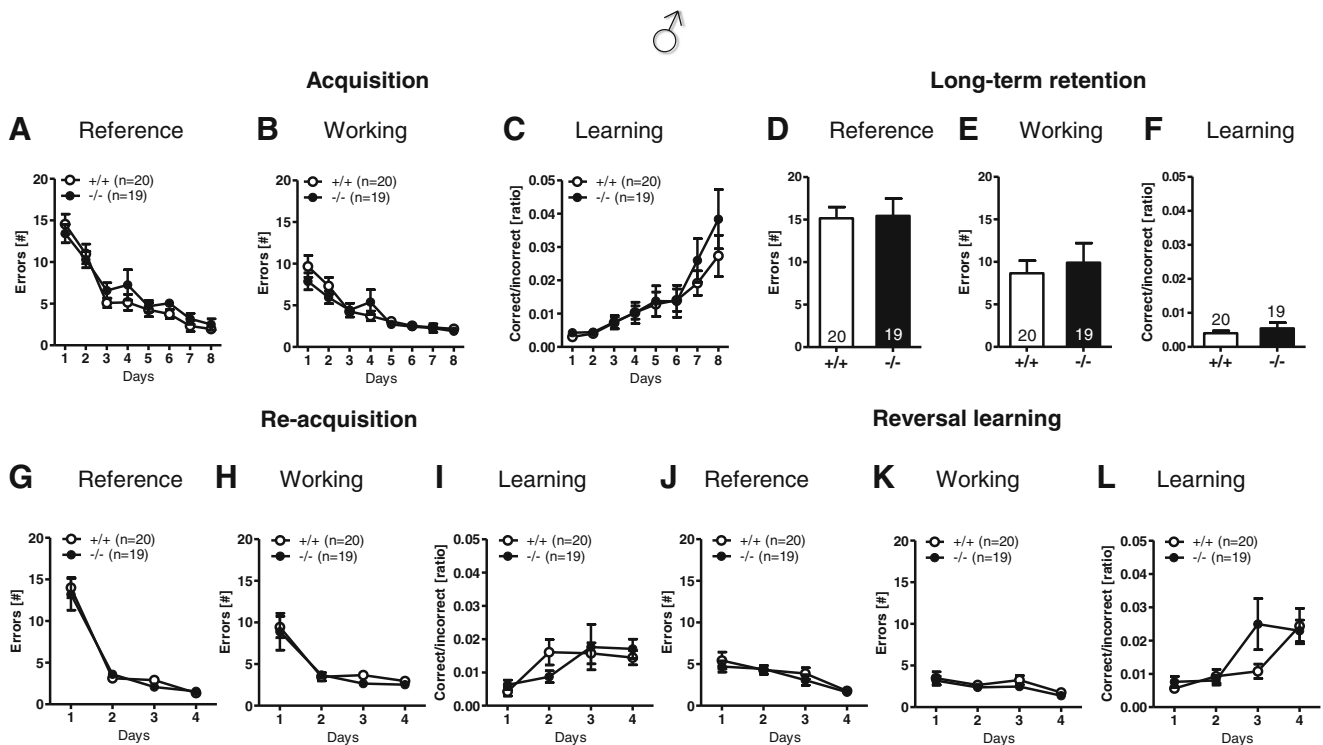 ♂
Acquisition
Long-term retention
A Reference
B Working
C Learning
D Reference
E Working
F Learning
20
15
10
5
0
Errors [#]
+/+ (n=20)
-/- (n=19)
1 2 3 4 5 6 7 8
Days
20
15
10
5
0
Errors [#]
+/+ (n=20)
-/- (n=19)
1 2 3 4 5 6 7 8
Days
0.05
0.04
0.03
0.02
0.01
0.00
Correct/incorrect [ratio]
+/+ (n=20)
-/- (n=19)
1 2 3 4 5 6 7 8
Days
20
15
10
5
0
Errors [#]
20 19
+/+ -/-
20
15
10
5
0
Errors [#]
20 19
+/+ -/-
0.05
0.04
0.03
0.02
0.01
0.00
Correct/incorrect [ratio]
20 19
+/+ -/-
Re-acquisition
Reversal learning
G Reference
H Working
I Learning
J Reference
K Working
L Learning
20
15
10
5
0
Errors [#]
+/+ (n=20)
-/- (n=19)
1 2 3 4
Days
20
15
10
5
0
Errors [#]
+/+ (n=20)
-/- (n=19)
1 2 3 4
Days
0.05
0.04
0.03
0.02
0.01
0.00
Correct/incorrect [ratio]
+/+ (n=20)
-/- (n=19)
1 2 3 4
Days
20
15
10
5
0
Errors [#]
+/+ (n=20)
-/- (n=19)
1 2 3 4
Days
20
15
10
5
0
Errors [#]
+/+ (n=20)
-/- (n=19)
1 2 3 4
Days
0.05
0.04
0.03
0.02
0.01
0.00
Correct/incorrect [ratio]
+/+ (n=20)
-/- (n=19)
1 2 3 4
Days